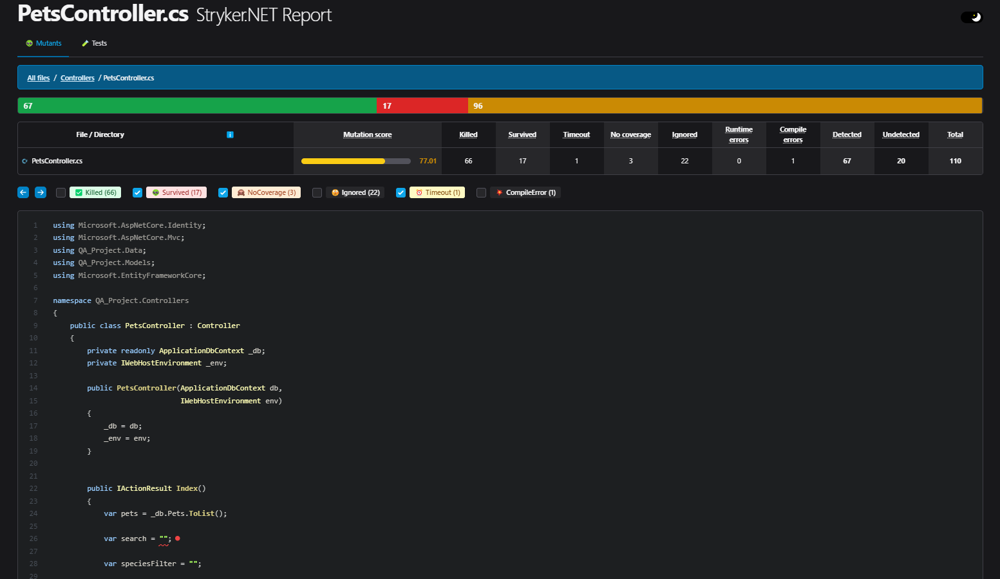 PetsController.cs Stryker.NET Report
Mutants Tests
All files / Controllers / PetsController.cs
67 17 96
File / Directory Mutation score Killed Survived Timeout No coverage Ignored Runtime errors Compile errors Detected Undetected Total
PetsController.cs 77.01 66 17 1 3 22 0 1 67 20 110
Killed (66) Survived (17) NoCoverage (3) Ignored (22) Timeout (1) CompileError (1)
1 using Microsoft.AspNetCore.Identity;
2 using Microsoft.AspNetCore.Mvc;
3 using QA_Project.Data;
4 using QA_Project.Models;
5 using Microsoft.EntityFrameworkCore;
6
7 namespace QA_Project.Controllers
8 {
9 public class PetsController : Controller
10 {
11 private readonly ApplicationDbContext _db;
12 private IWebHostEnvironment _env;
13
14 public PetsController(ApplicationDbContext db,
15 IWebHostEnvironment env)
16 {
17 _db = db;
18 _env = env;
19 }
20
21
22 public IActionResult Index()
23 {
24 var pets = _db.Pets.ToList();
25
26 var search = "";
27
28 var speciesFilter = "";
29